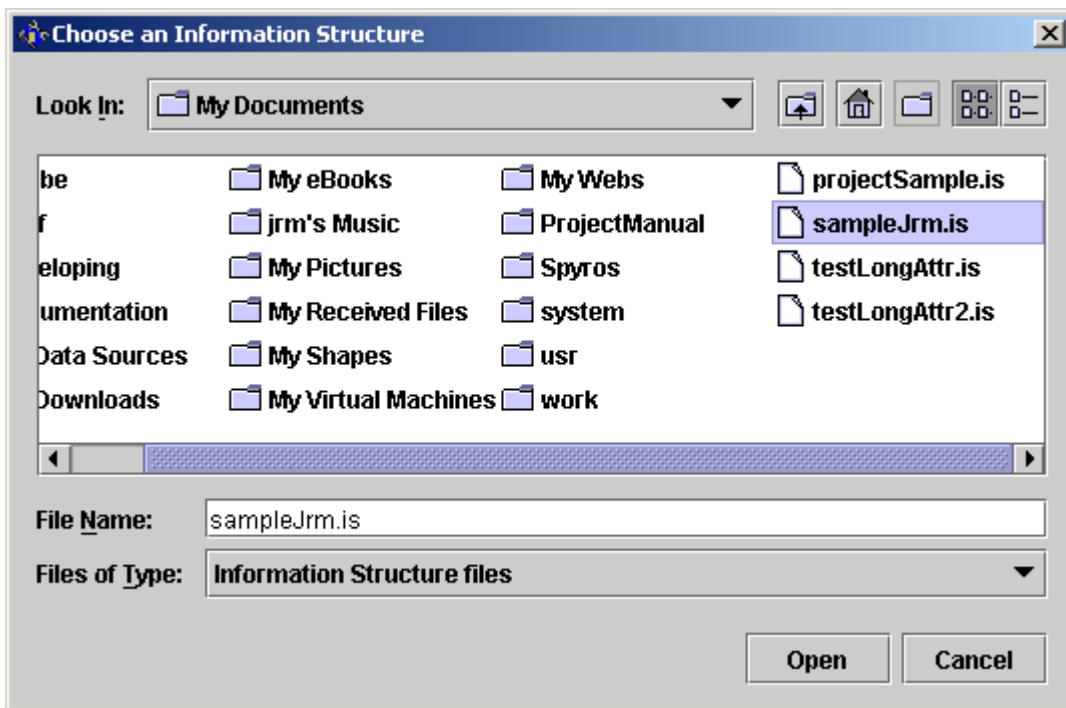 Choose an Information Structure
Look In: My Documents
be My eBooks My Webs projectSample.is
f jrm's Music ProjectManual sampleJrm.is
eloping My Pictures Spyros testLongAttr.is
umentation My Received Files system testLongAttr2.is
Data Sources My Shapes usr
Downloads My Virtual Machines work
File Name: sampleJrm.is
Files of Type: Information Structure files
Open Cancel